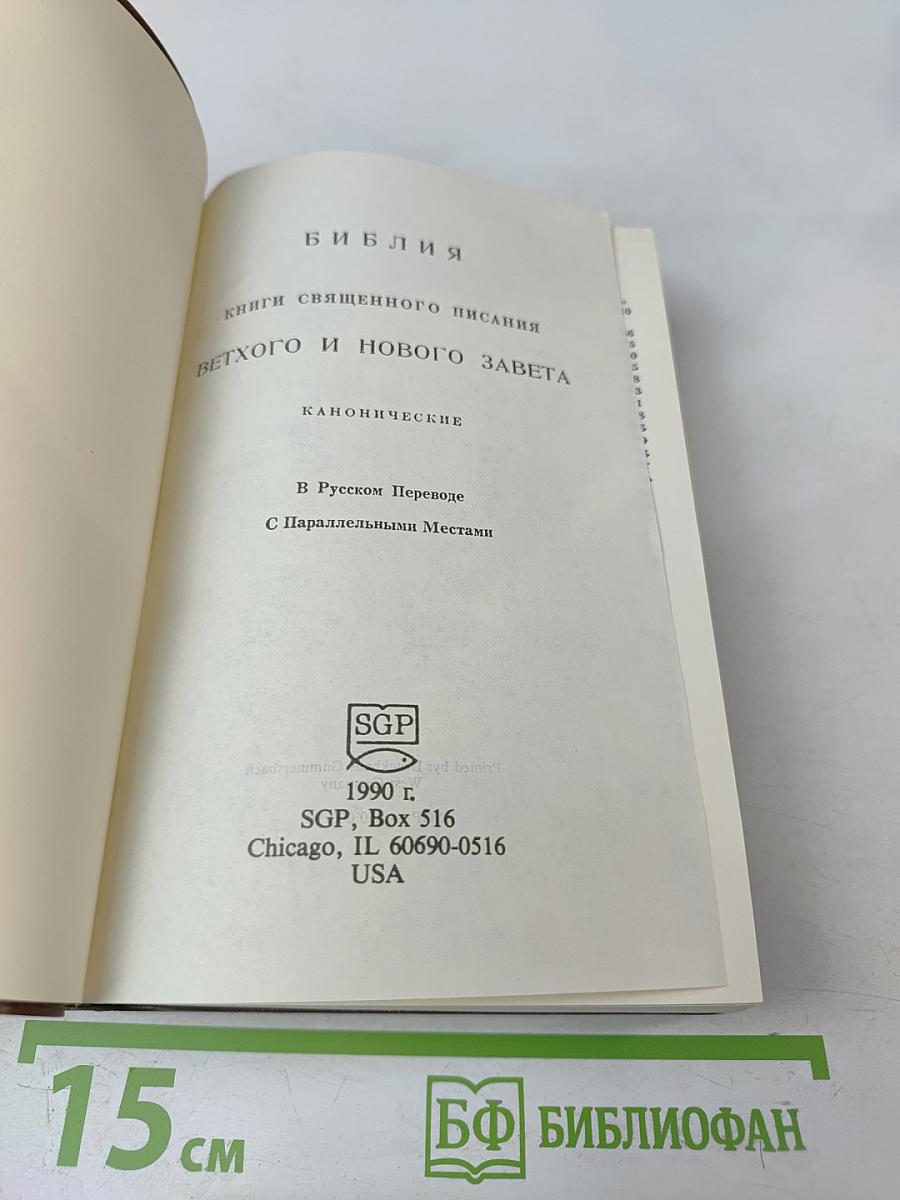 БИБЛИЯ
КНИГИ СВЯЩЕННОГО ПИСАНИЯ
ВЕТХОГО И НОВОГО ЗАВЕТА
КАНОНИЧЕСКИЕ
В Русском Переводе
С Параллельными Местами
SGP
1990 г.
SGP, Box 516
Chicago, IL 60690-0516
USA
15 см
БФ БИБЛИОФАН